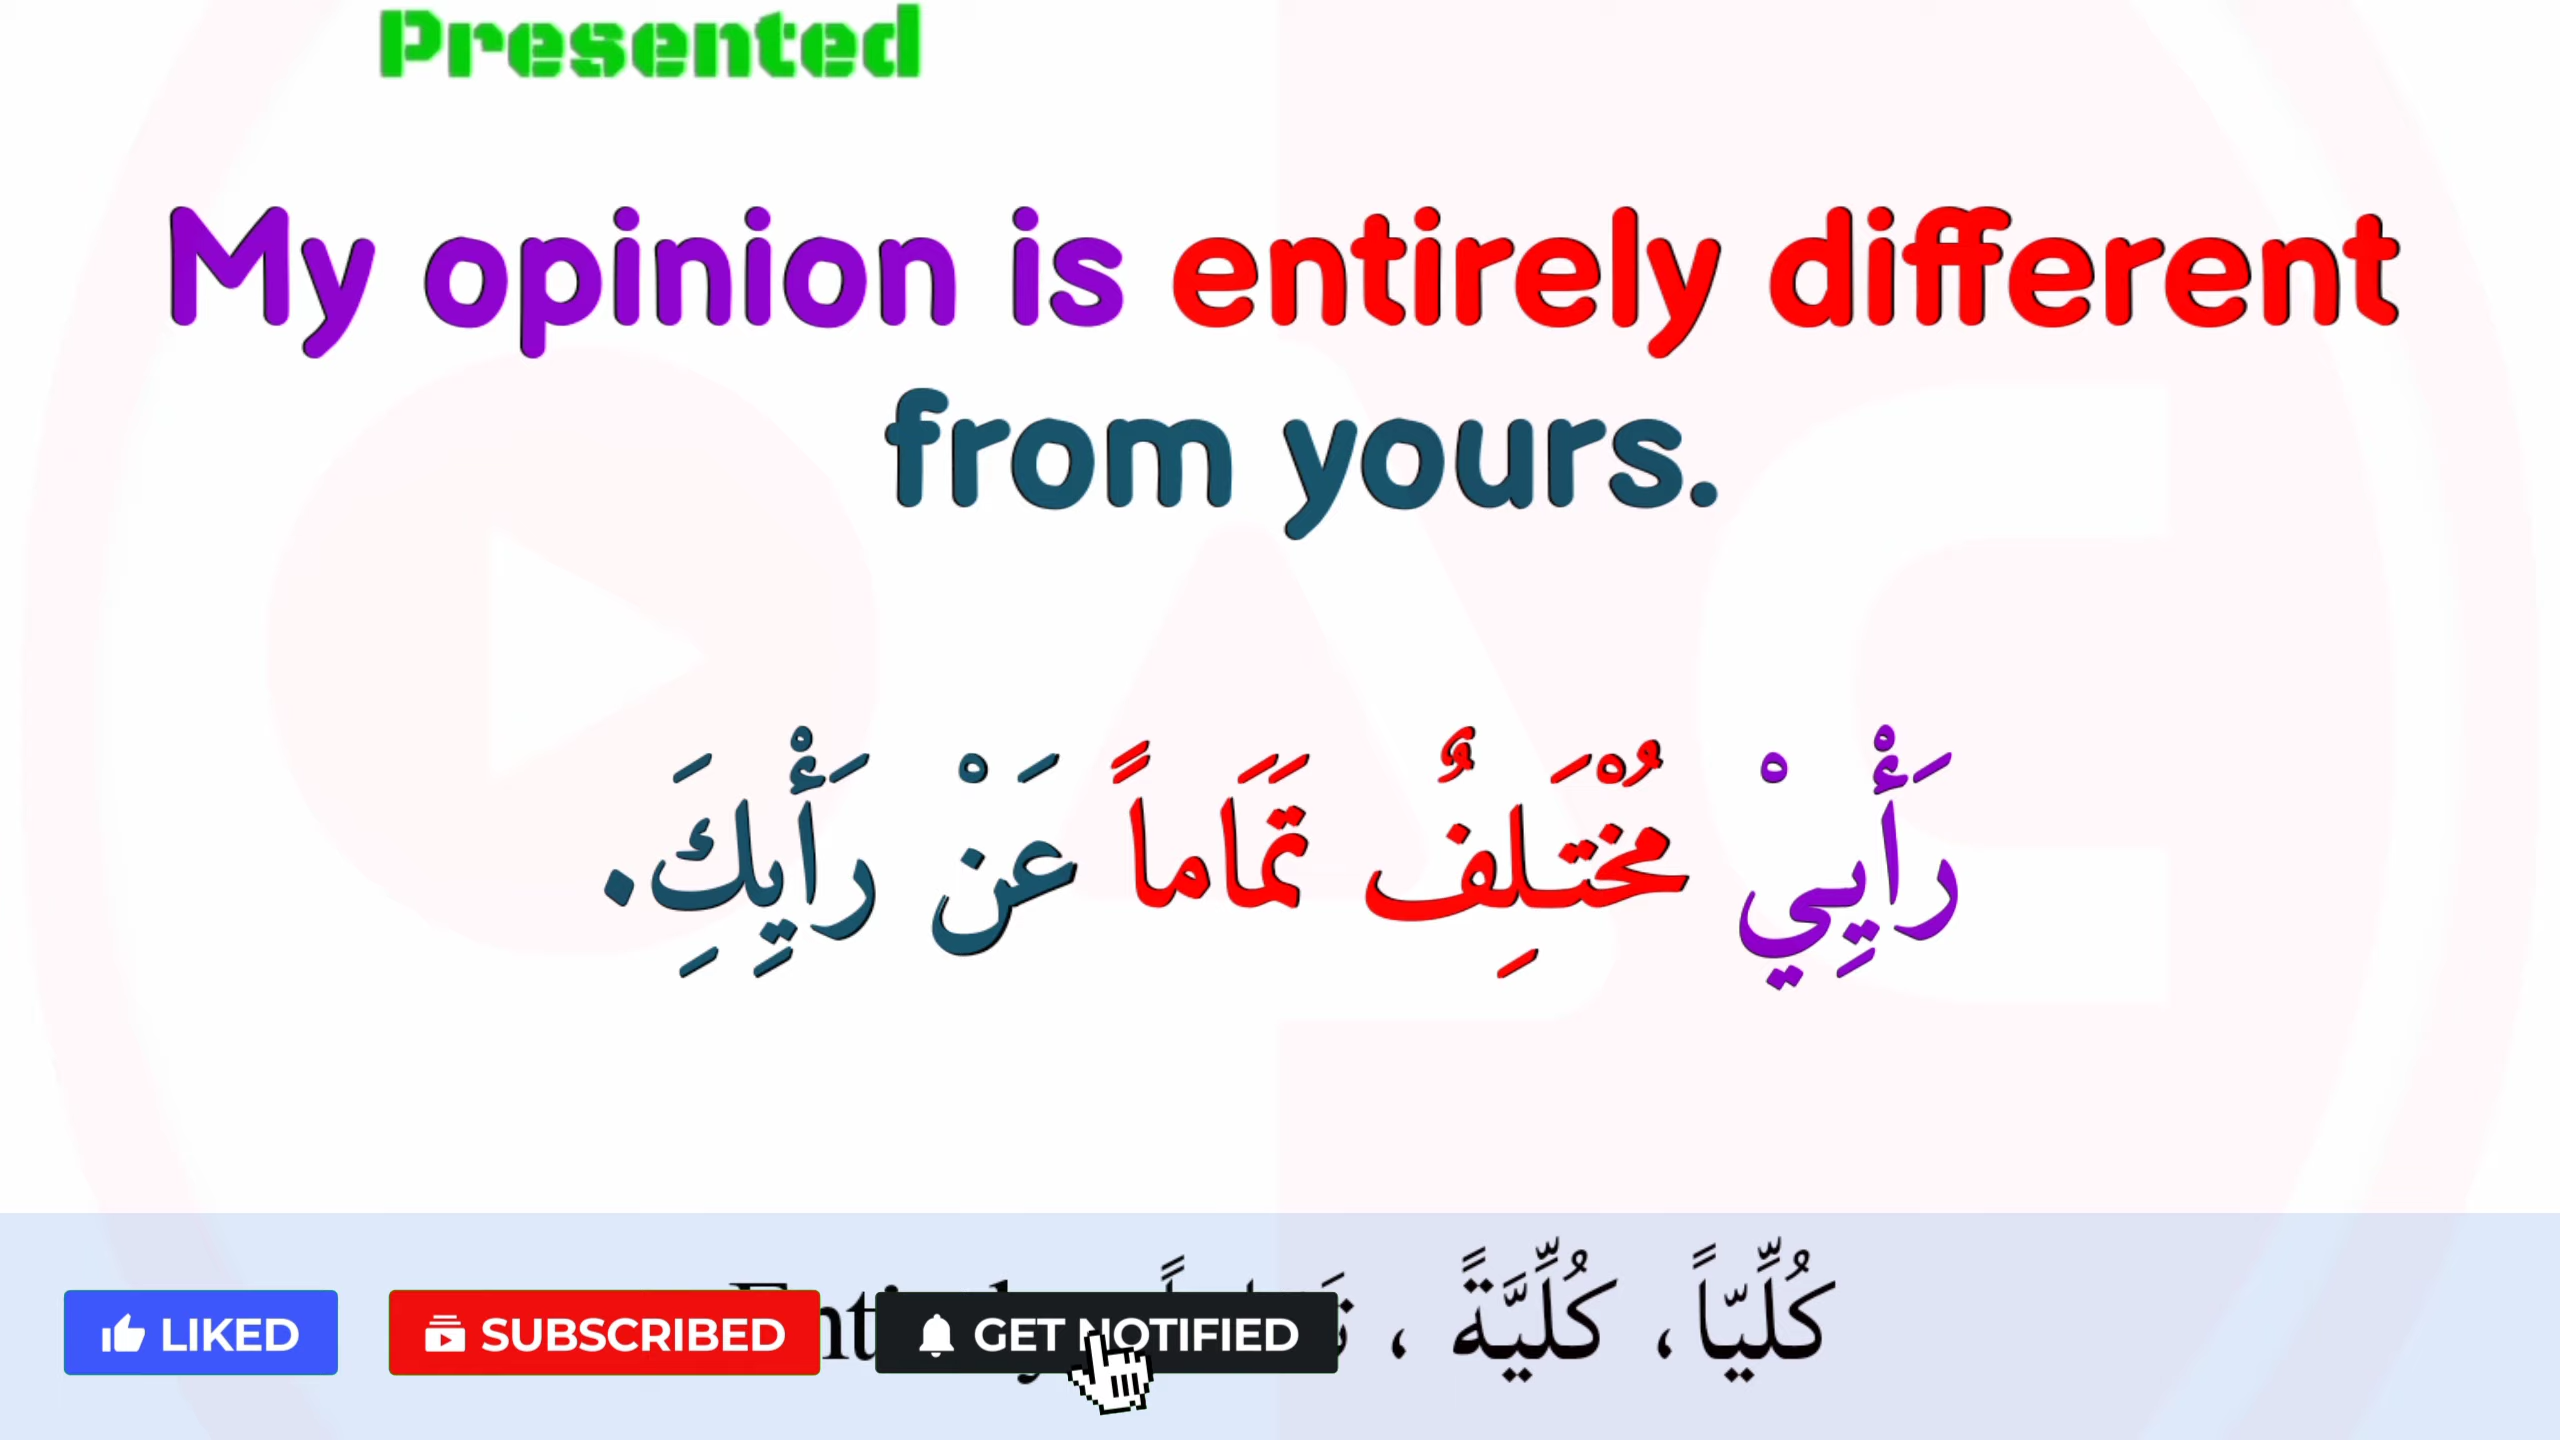 Presented
My opinion is entirely different
from yours.
رَأْيِيْ مُخْتَلِفٌ تَمَاماً عَنْ رَأْيِكَِ.
كُلِّيّاً، كُلِّيَّةً ،
LIKED
SUBSCRIBED
GET NOTIFIED